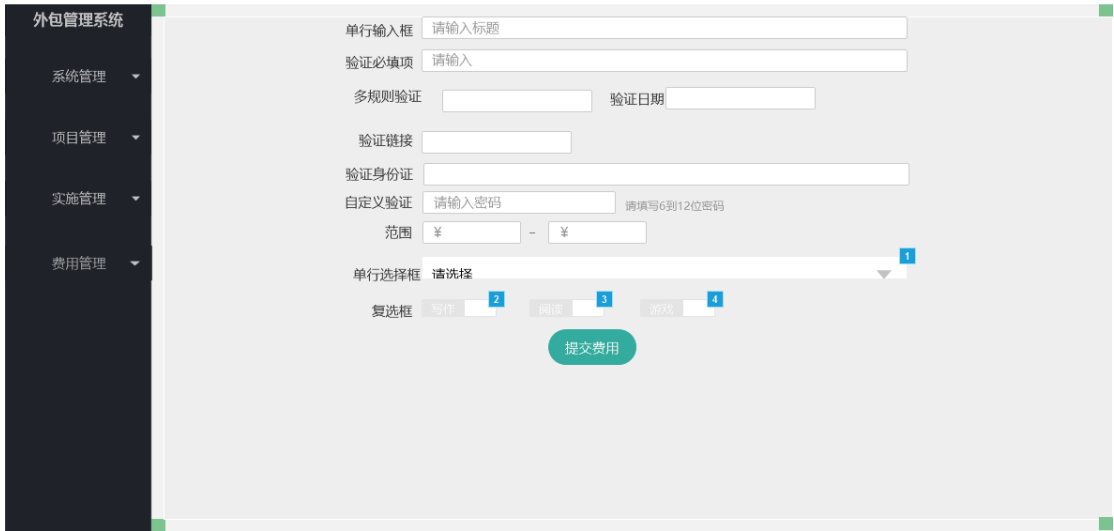 外包管理系统
系统管理
项目管理
实施管理
费用管理
单行输入框 请输入标题
验证必填项 请输入
多规则验证 验证日期
验证链接
验证身份证
自定义验证 请输入密码 请填写6到12位密码
范围 ¥ - ¥
单行选择框 请选择 1
复选框 写作 2 阅读 3 游戏 4
提交费用